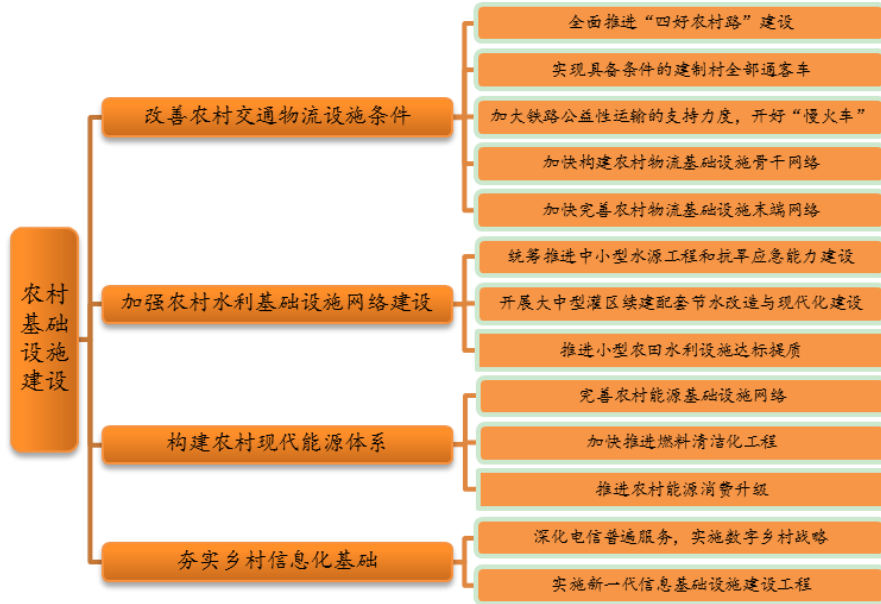 农村
基础
设施
建设
改善农村交通物流设施条件
全面推进“四好农村路”建设
实现具备条件的建制村全部通客车
加大铁路公益性运输的支持力度，开好“慢火车”
加快构建农村物流基础设施骨干网络
加快完善农村物流基础设施末端网络
加强农村水利基础设施网络建设
统筹推进中小型水源工程和抗旱应急能力建设
开展大中型灌区续建配套节水改造与现代化建设
推进小型农田水利设施达标提质
构建农村现代能源体系
完善农村能源基础设施网络
加快推进燃料清洁化工程
推进农村能源消费升级
夯实乡村信息化基础
深化电信普遍服务，实施数字乡村战略
实施新一代信息基础设施建设工程